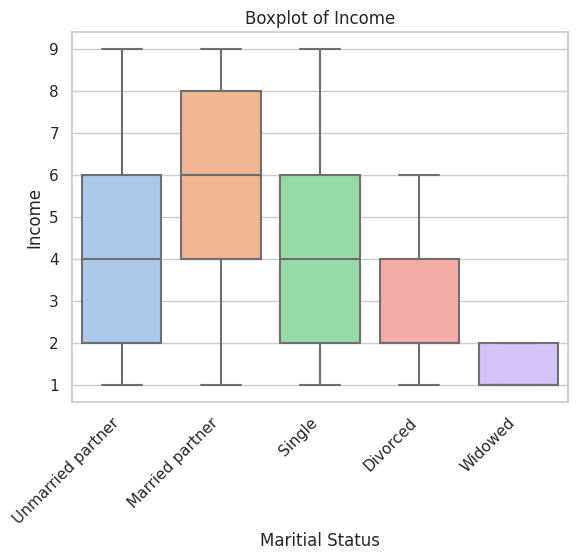 Boxplot of Income
Income
9
8
7
6
5
4
3
2
1
Unmarried partner
Married partner
Single
Divorced
Widowed
Maritial Status